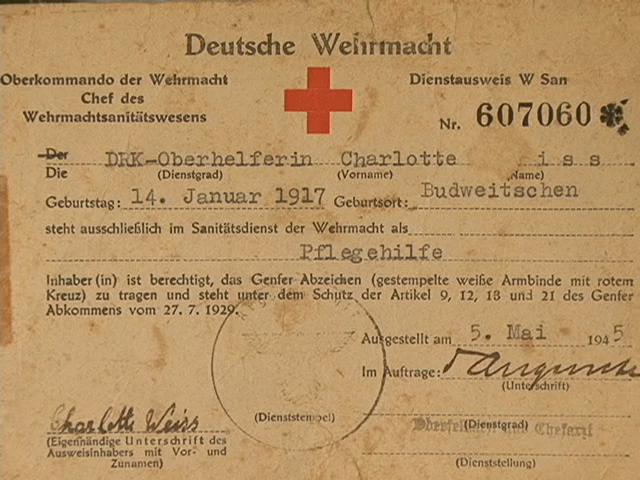 Deutsche Wehrmacht
Oberkommando der Wehrmacht
Chef des
Wehrmachtsanitätswesens
Dienstausweis W San
Nr. 607060
Der
Die DRK-Oberhelferin Charlotte iss
(Dienstgrad) (Vorname) (Name)
Geburtstag: 14. Januar 1917 Geburtsort: Budweitschen
steht ausschließlich im Sanitätsdienst der Wehrmacht als
Pflegehilfe
Inhaber(in) ist berechtigt, das Genfer Abzeichen (gestempelte weiße Armbinde mit rotem
Kreuz) zu tragen und steht unter dem Schutz der Artikel 9, 12, 18 und 21 des Genfer
Abkommens vom 27. 7. 1929.
Ausgestellt am 5. Mai 1945
Im Auftrage:
(Unterschrift)
(Dienststempel)
Charlotte Weiss
(Eigenhändige Unterschrift des
Ausweisinhabers mit Vor- und
Zunamen)
(Dienstgrad)
und Chefarzt
(Dienststellung)